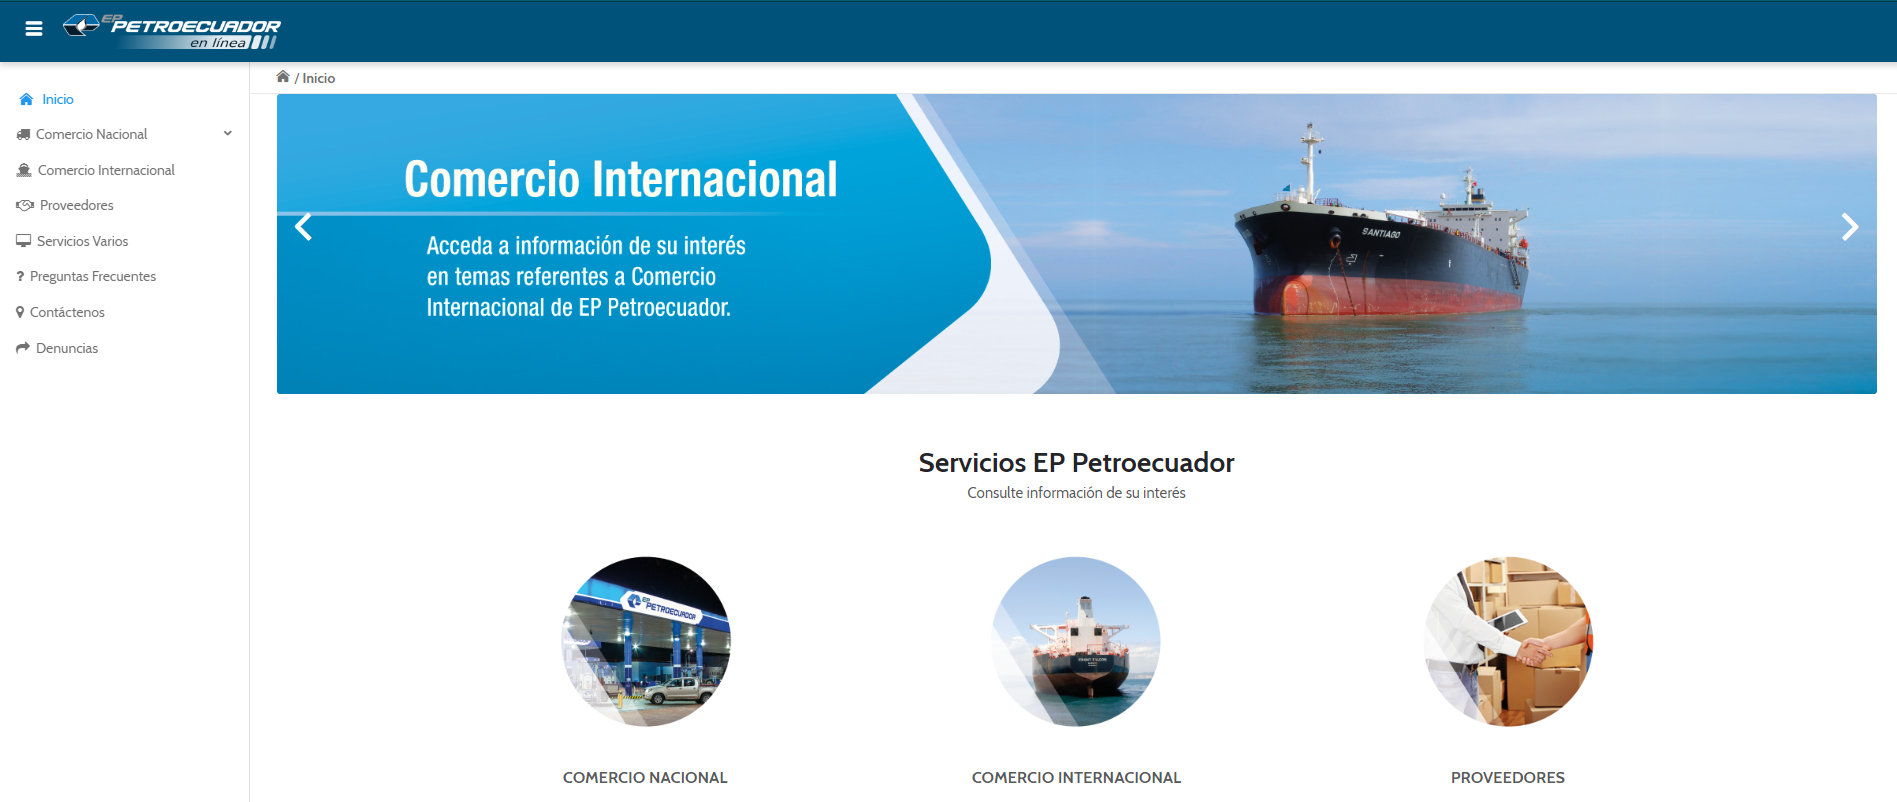 EP
PETROECUADOR
en línea
/ Inicio
Inicio
Comercio Nacional
Comercio Internacional
Proveedores
Servicios Varios
? Preguntas Frecuentes
Contáctenos
Denuncias
Comercio Internacional
Acceda a información de su interés
en temas referentes a Comercio
Internacional de EP Petroecuador.
SANTIAGO
Servicios EP Petroecuador
Consulte información de su interés
EP
PETROECUADOR
COMERCIO NACIONAL
COMERCIO INTERNACIONAL
PROVEEDORES